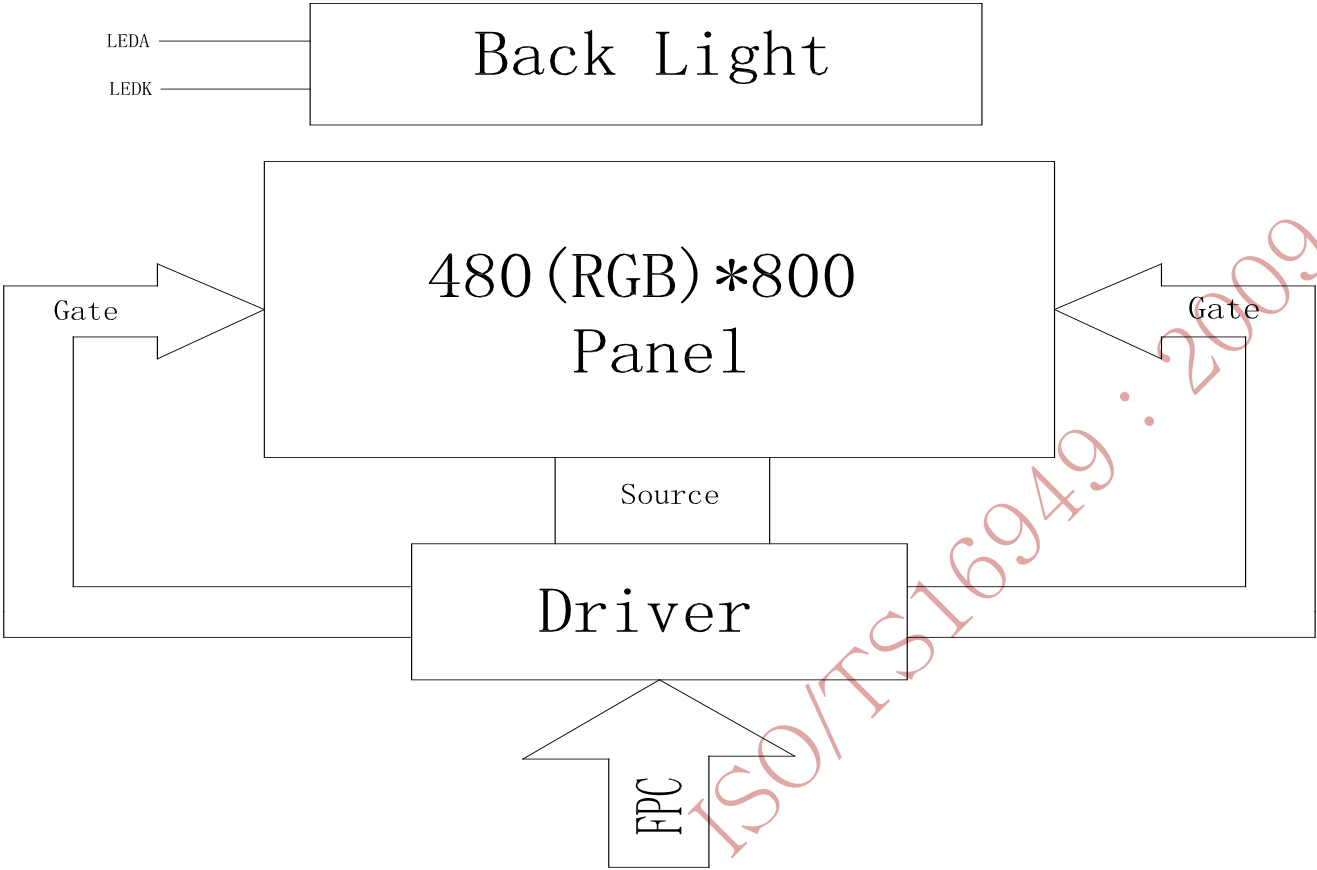 LEDA
Back Light
LEDK
480(RGB)*800
Panel
Gate
Gate
Source
Driver
FPC
ISO/TS16949：2009